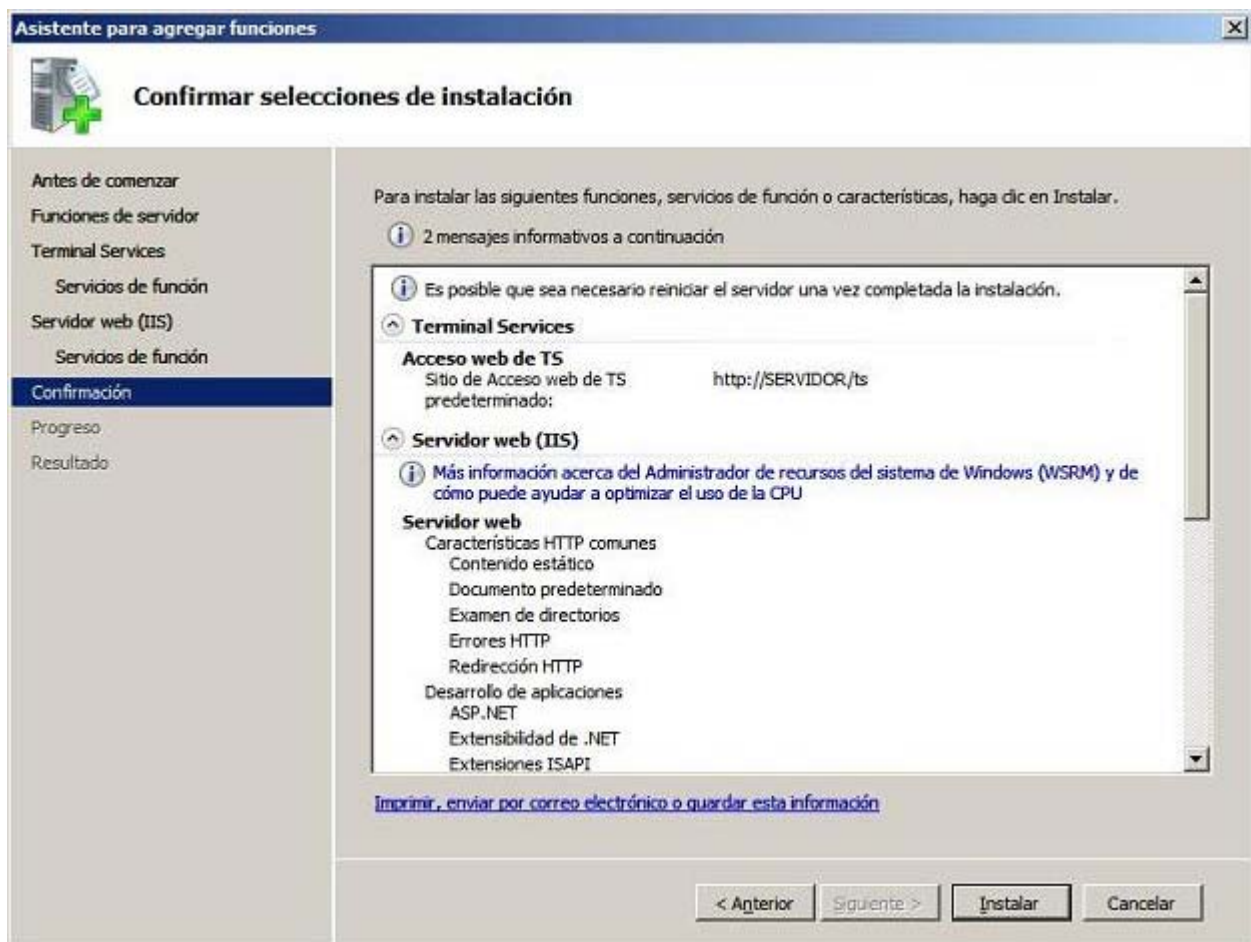 Asistente para agregar funciones
Confirmar selecciones de instalación
Antes de comenzar
Funciones de servidor
Terminal Services
Servicios de función
Servidor web (IIS)
Servicios de función
Confirmación
Progreso
Resultado
Para instalar las siguientes funciones, servicios de función o características, haga clic en Instalar.
2 mensajes informativos a continuación
Es posible que sea necesario reiniciar el servidor una vez completada la instalación.
Terminal Services
Acceso web de TS
Sitio de Acceso web de TS http://SERVIDOR/ts
predeterminado:
Servidor web (IIS)
Más información acerca del Administrador de recursos del sistema de Windows (WSRM) y de
cómo puede ayudar a optimizar el uso de la CPU
Servidor web
Características HTTP comunes
Contenido estático
Documento predeterminado
Examen de directorios
Errores HTTP
Redirección HTTP
Desarrollo de aplicaciones
ASP.NET
Extensibilidad de .NET
Extensiones ISAPI
Imprimir, enviar por correo electrónico o guardar esta información
< Anterior Siguiente > Instalar Cancelar